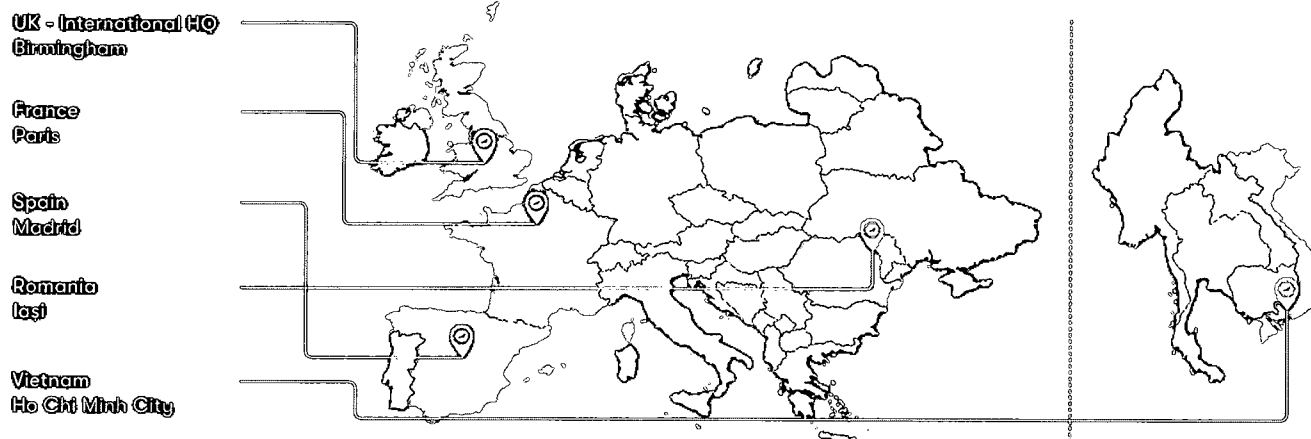 UK - International HQ
Birmingham
France
Paris
Spain
Madrid
Romania
Iași
Vietnam
Ho Chi Minh City